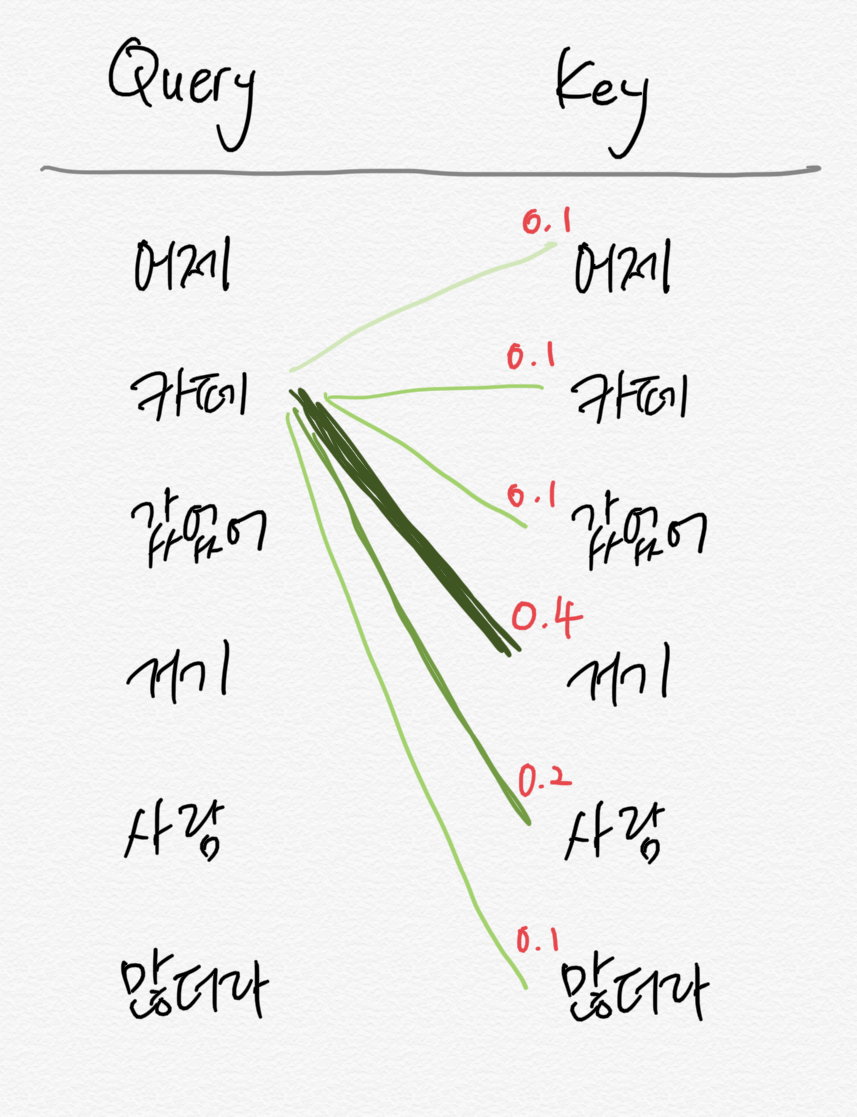 Query Key
0.1
어제 어제
0.1
카페 카페
0.1
갔었어 갔었어
0.4
거기 거기
0.2
사람 사람
0.1
많더라 많더라